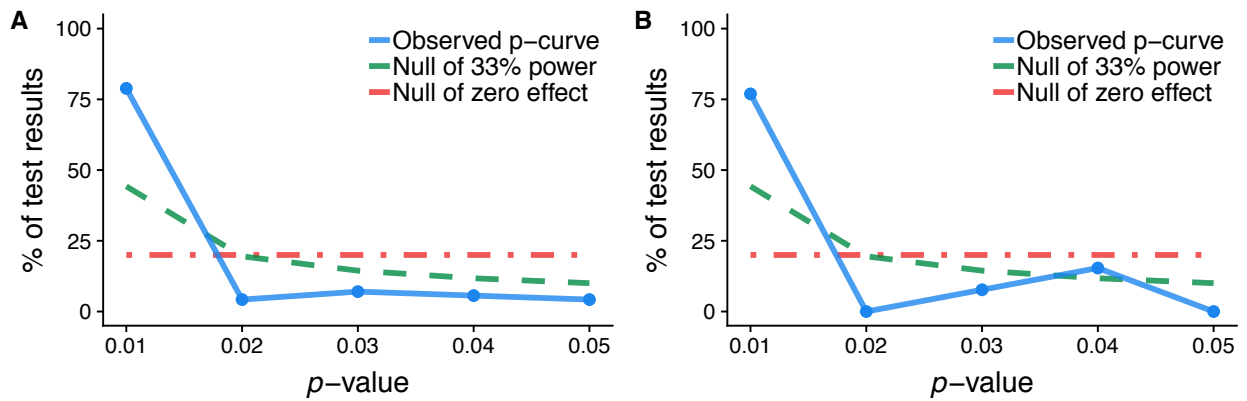 A
100
75
50
25
0
% of test results
Observed p−curve
Null of 33% power
Null of zero effect
0.01 0.02 0.03 0.04 0.05
p−value
B
100
75
50
25
0
% of test results
Observed p−curve
Null of 33% power
Null of zero effect
0.01 0.02 0.03 0.04 0.05
p−value